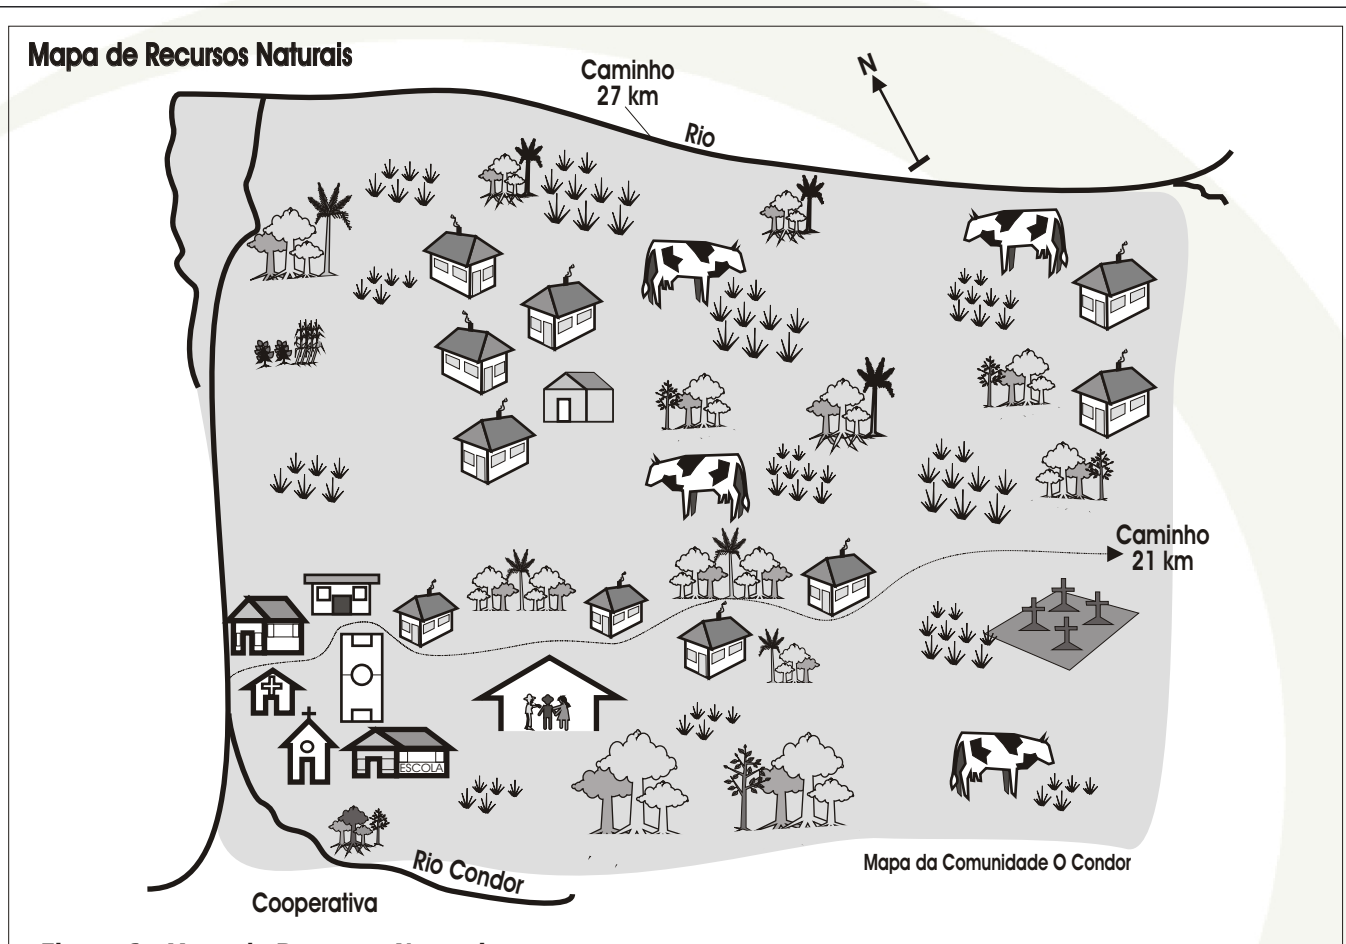 Mapa de Recursos Naturais
Caminho
27 km
Rio
N
Caminho
21 km
ESCOLA
Rio Condor
Mapa da Comunidade O Condor
Cooperativa